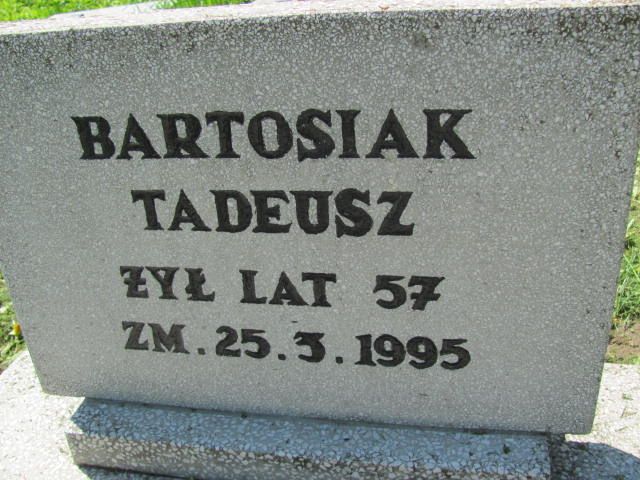 BARTOSIAK
TADEUSZ
ŻYŁ LAT 57
ZM. 25.3.1995